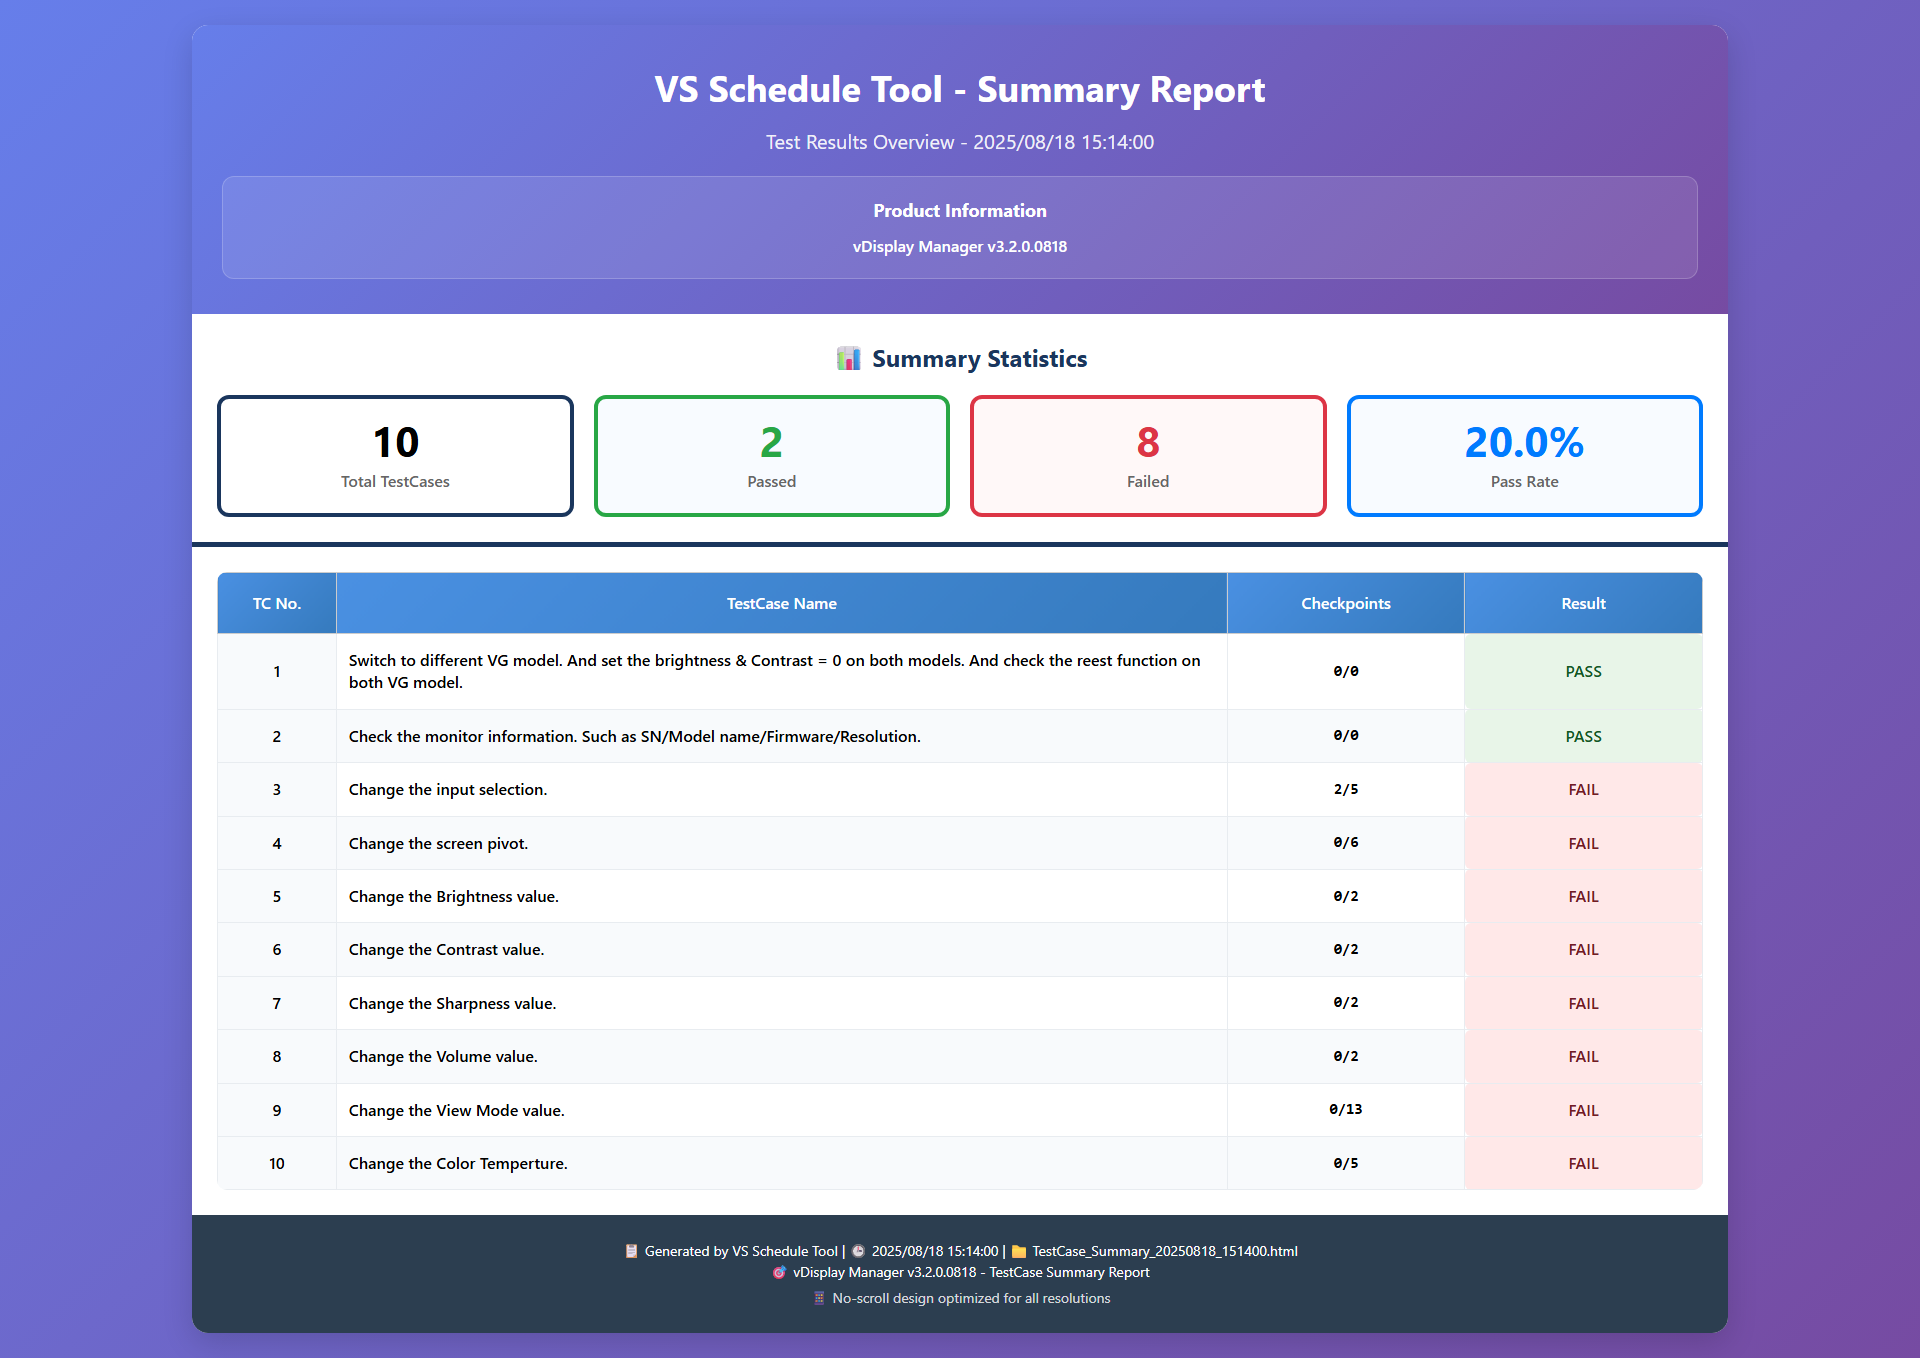 VS Schedule Tool - Summary Report
Test Results Overview - 2025/08/18 15:14:00
Product Information
vDisplay Manager v3.2.0.0818
Summary Statistics
10
Total TestCases
2
Passed
8
Failed
20.0%
Pass Rate
TC No. TestCase Name Checkpoints Result
1 Switch to different VG model. And set the brightness & Contrast = 0 on both models. And check the reest function on
both VG model. 0/0 PASS
2 Check the monitor information. Such as SN/Model name/Firmware/Resolution. 0/0 PASS
3 Change the input selection. 2/5 FAIL
4 Change the screen pivot. 0/6 FAIL
5 Change the Brightness value. 0/2 FAIL
6 Change the Contrast value. 0/2 FAIL
7 Change the Sharpness value. 0/2 FAIL
8 Change the Volume value. 0/2 FAIL
9 Change the View Mode value. 0/13 FAIL
10 Change the Color Temperture. 0/5 FAIL
Generated by VS Schedule Tool | 2025/08/18 15:14:00 | TestCase_Summary_20250818_151400.html
vDisplay Manager v3.2.0.0818 - TestCase Summary Report
No-scroll design optimized for all resolutions